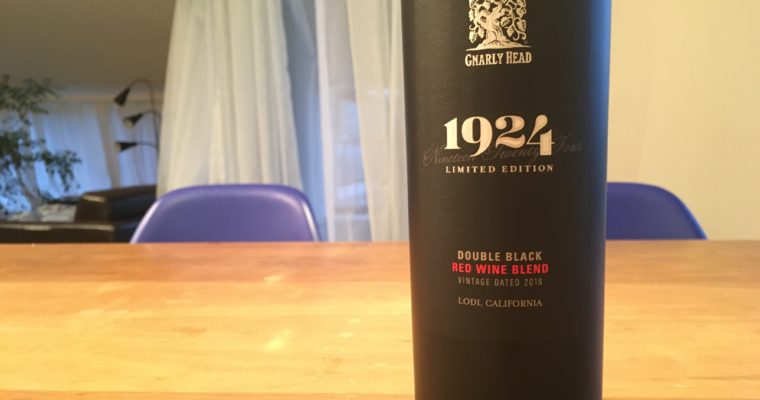 GNARLY HEAD
1924
Nineteen Twenty Four
LIMITED EDITION
DOUBLE BLACK
RED WINE BLEND
VINTAGE DATED 2016
LODI, CALIFORNIA